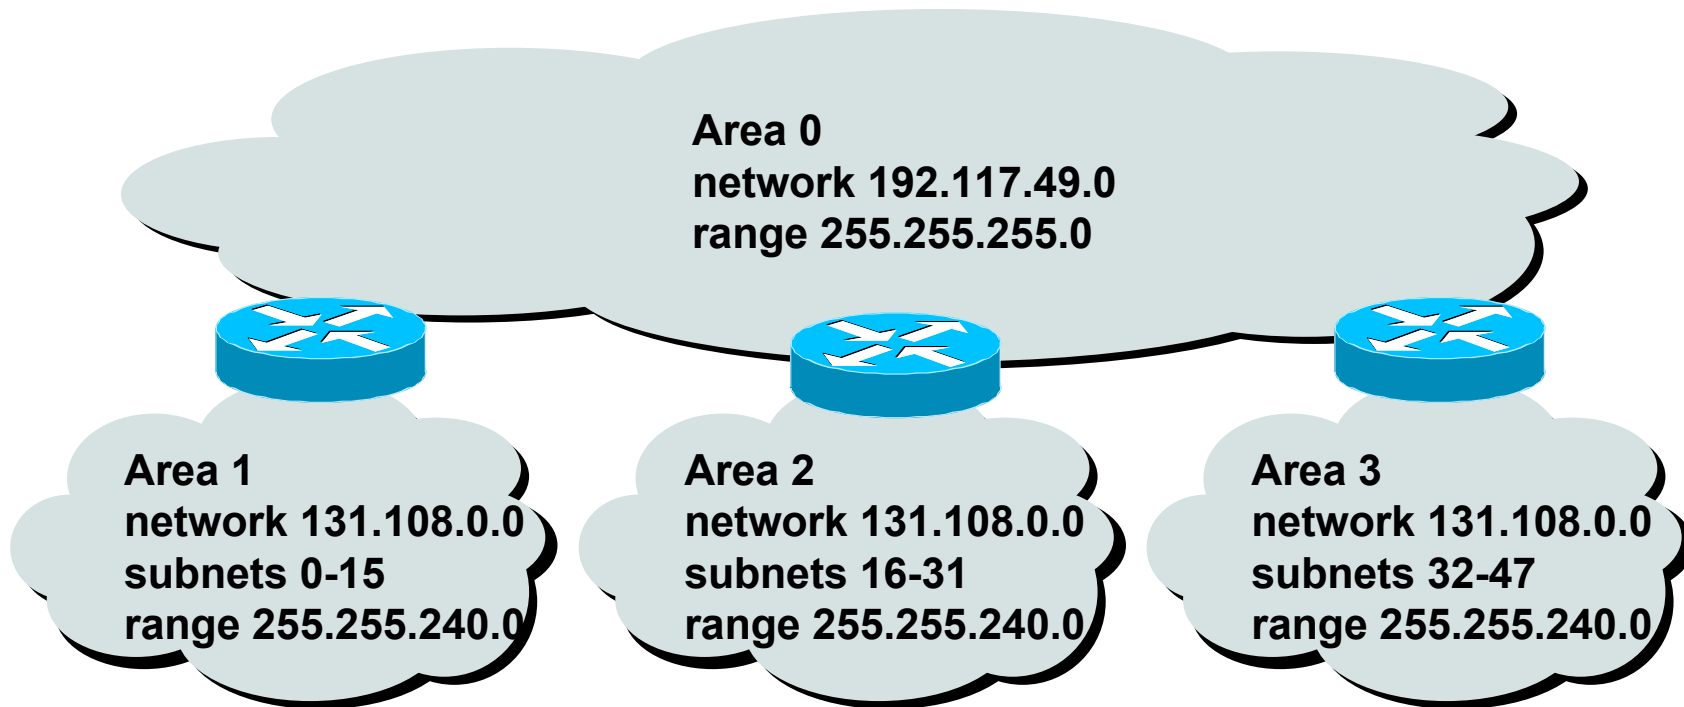 Area 0
network 192.117.49.0
range 255.255.255.0
Area 1
network 131.108.0.0
subnets 0-15
range 255.255.240.0
Area 2
network 131.108.0.0
subnets 16-31
range 255.255.240.0
Area 3
network 131.108.0.0
subnets 32-47
range 255.255.240.0